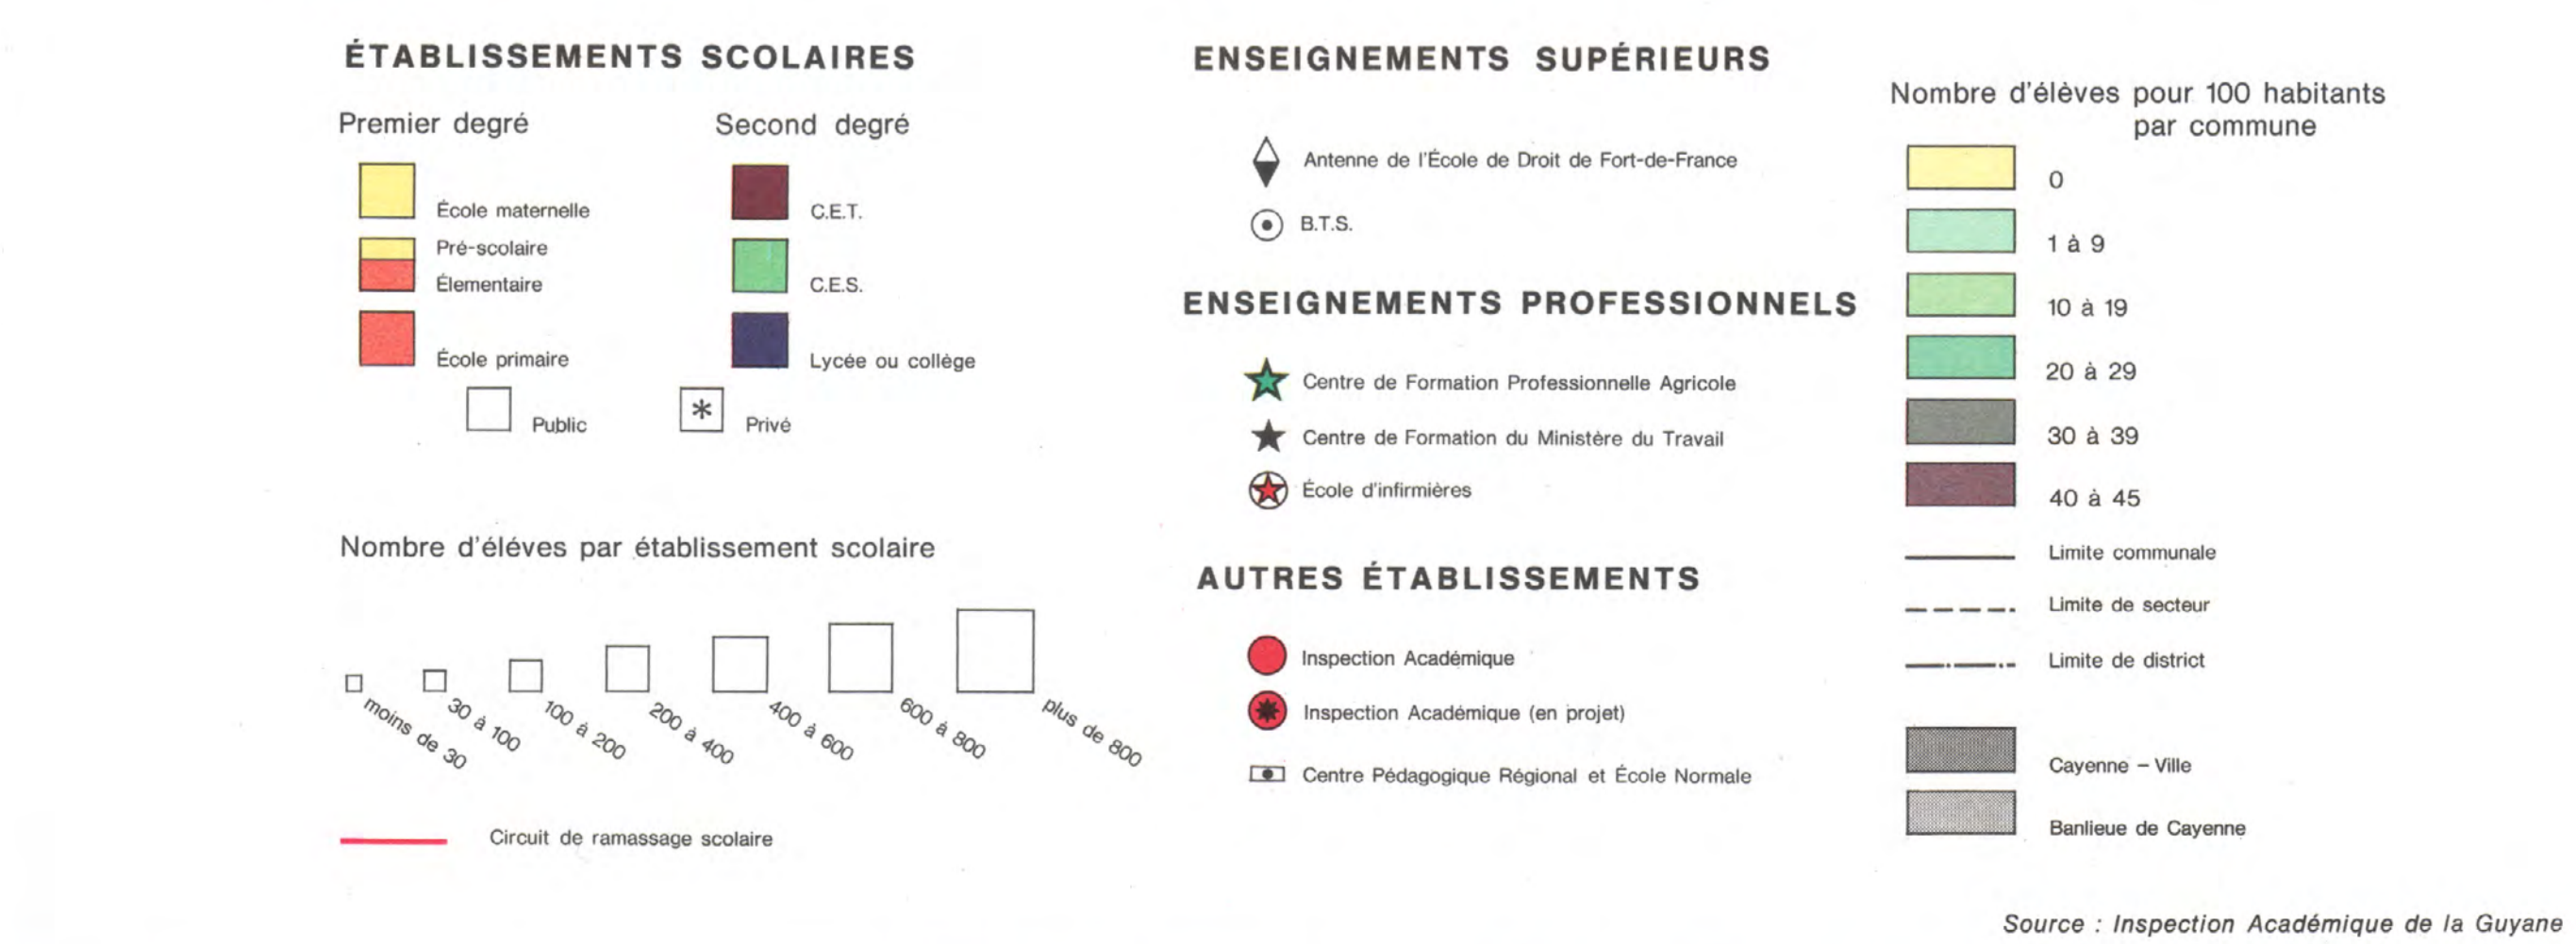 ÉTABLISSEMENTS SCOLAIRES
Premier degré
École maternelle
Pré-scolaire
Élementaire
École primaire
Second degré
C.E.T.
C.E.S.
Lycée ou collège
Public
Privé
Nombre d'éléves par établissement scolaire
moins de 30
30 à 100
100 à 200
200 à 400
400 à 600
600 à 800
plus de 800
Circuit de ramassage scolaire
ENSEIGNEMENTS SUPÉRIEURS
Antenne de l'École de Droit de Fort-de-France
B.T.S.
ENSEIGNEMENTS PROFESSIONNELS
Centre de Formation Professionnelle Agricole
Centre de Formation du Ministère du Travail
École d'infirmières
AUTRES ÉTABLISSEMENTS
Inspection Académique
Inspection Académique (en projet)
Centre Pédagogique Régional et École Normale
Nombre d'élèves pour 100 habitants
par commune
0
1 à 9
10 à 19
20 à 29
30 à 39
40 à 45
Limite communale
Limite de secteur
Limite de district
Cayenne – Ville
Banlieue de Cayenne
Source : Inspection Académique de la Guyane